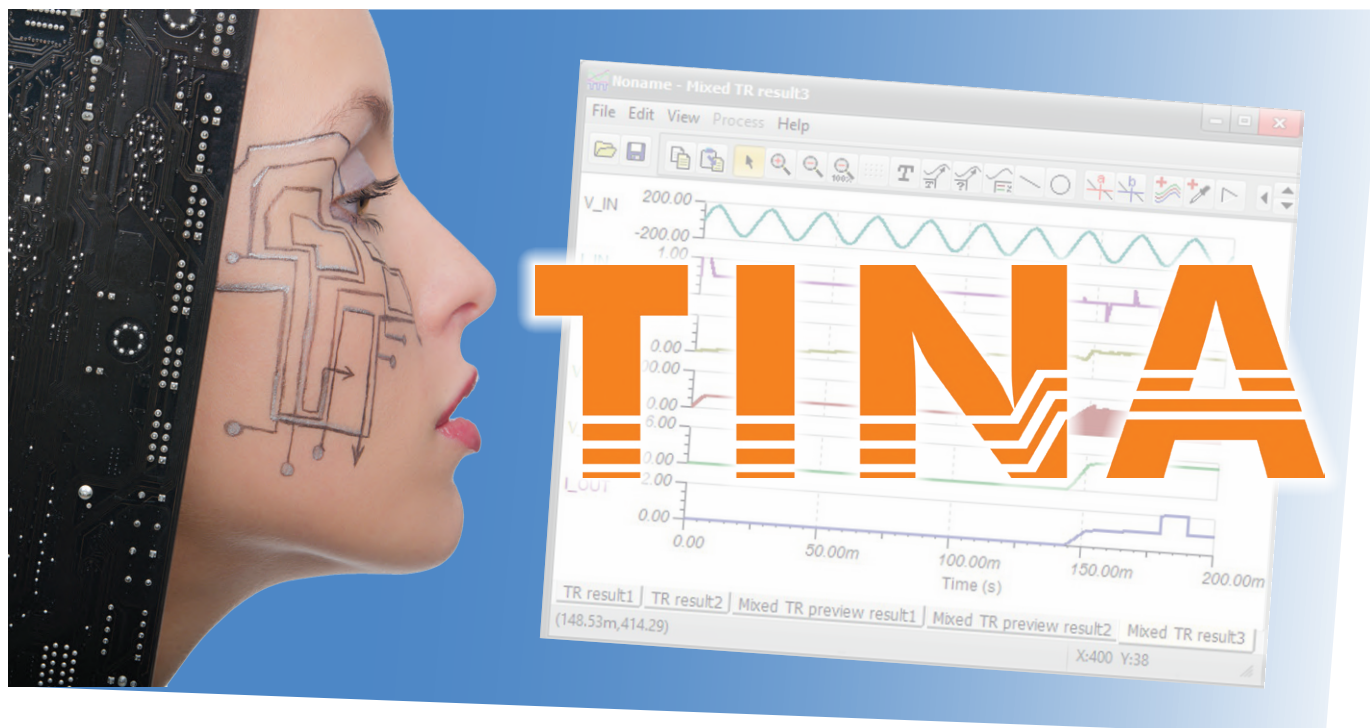 Noname - Mixed TR result3
File Edit View Process Help
100%
V_IN
200.00
-200.00
1.00
0.00
0.00
6.00
2.00
I_OUT
0.00
0.00
50.00m
100.00m
150.00m
200.00m
Time (s)
TINA
TR result1 TR result2 Mixed TR preview result1 Mixed TR preview result2 Mixed TR result3
(148.53m,414.29)
X:400 Y:38